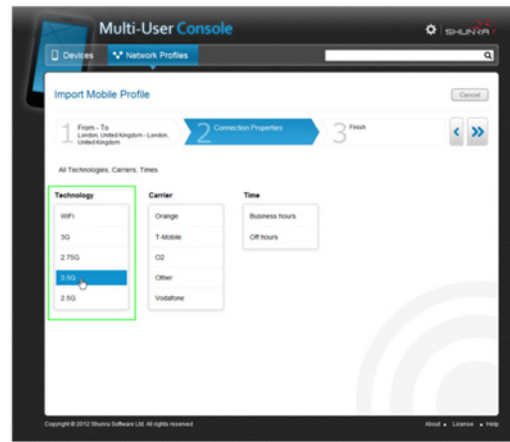 Multi-User Console
SHUNRA
Devices
Network Profiles
Import Mobile Profile
Cancel
1
From - To
London, United Kingdom - London,
United Kingdom
2
Connection Properties
3
Finish
All Technologies, Carriers, Times
Technology
Carrier
Time
WiFi
Orange
Business hours
3G
T-Mobile
Off hours
2.75G
O2
3.5G
Other
2.5G
Vodafone
Copyright © 2012 Shunra Software Ltd. All rights reserved
About
License
Help